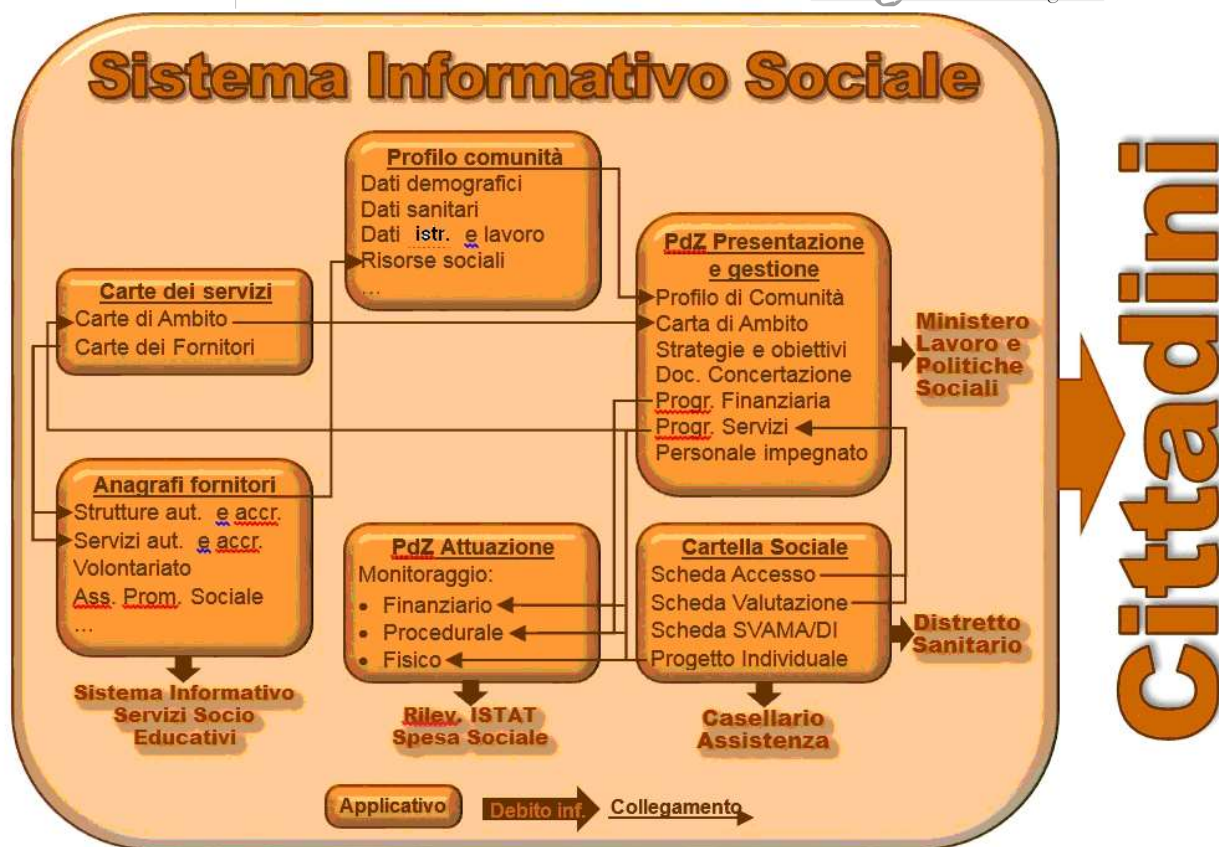 Sistema Informativo Sociale
Profilo comunità
Dati demografici
Dati sanitari
Dati istr. e lavoro
Risorse sociali
...
Carte dei servizi
Carte di Ambito
Carte dei Fornitori
PdZ Presentazione
e gestione
Profilo di Comunità
Carta di Ambito
Strategie e obiettivi
Doc. Concertazione
Progr. Finanziaria
Progr. Servizi
Personale impegnato
Ministero
Lavoro e
Politiche
Sociali
Anagrafi fornitori
Strutture aut. e accr.
Servizi aut. e accr.
Volontariato
Ass. Prom. Sociale
...
PdZ Attuazione
Monitoraggio:
• Finanziario
• Procedurale
• Fisico
Cartella Sociale
Scheda Accesso
Scheda Valutazione
Scheda SVAMA/DI
Progetto Individuale
Distretto
Sanitario
Sistema Informativo
Servizi Socio
Educativi
Rilev. ISTAT
Spesa Sociale
Casellario
Assistenza
Applicativo
Debito inf.
Collegamento
Cittadini